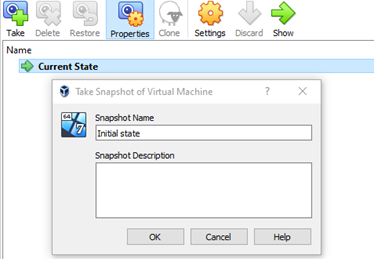 Take Delete Restore Properties Clone Settings Discard Show
Name
Current State
Take Snapshot of Virtual Machine ?
64
7
Snapshot Name
Initial state
Snapshot Description
OK Cancel Help